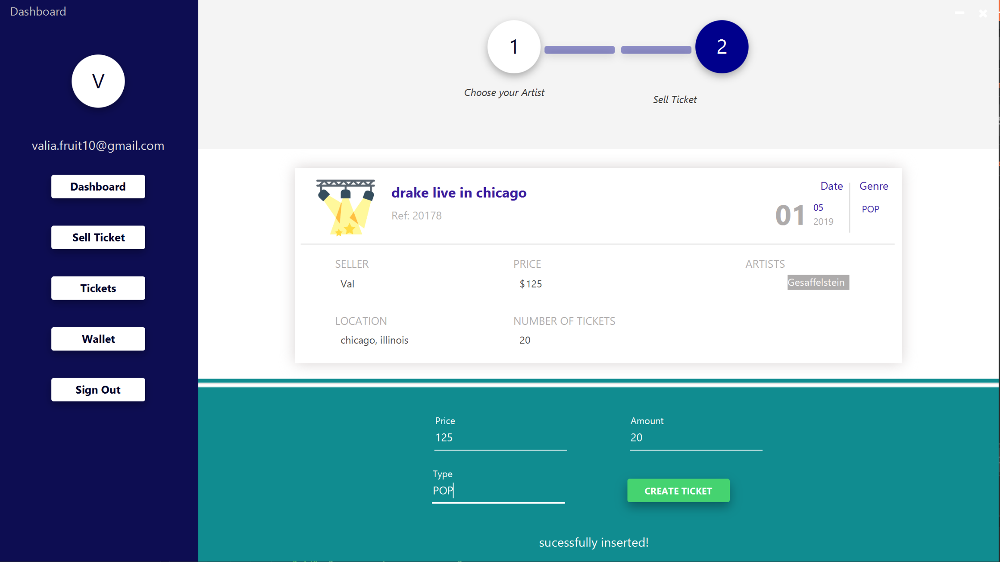 Dashboard
V
valia.fruit10@gmail.com
Dashboard
Sell Ticket
Tickets
Wallet
Sign Out
1
2
Choose your Artist
Sell Ticket
drake live in chicago
Ref: 20178
Date
Genre
01
05
2019
POP
SELLER
PRICE
ARTISTS
Val
$125
Gesaffelstein
LOCATION
NUMBER OF TICKETS
chicago, illinois
20
Price
Amount
125
20
Type
POP
CREATE TICKET
sucessfully inserted!